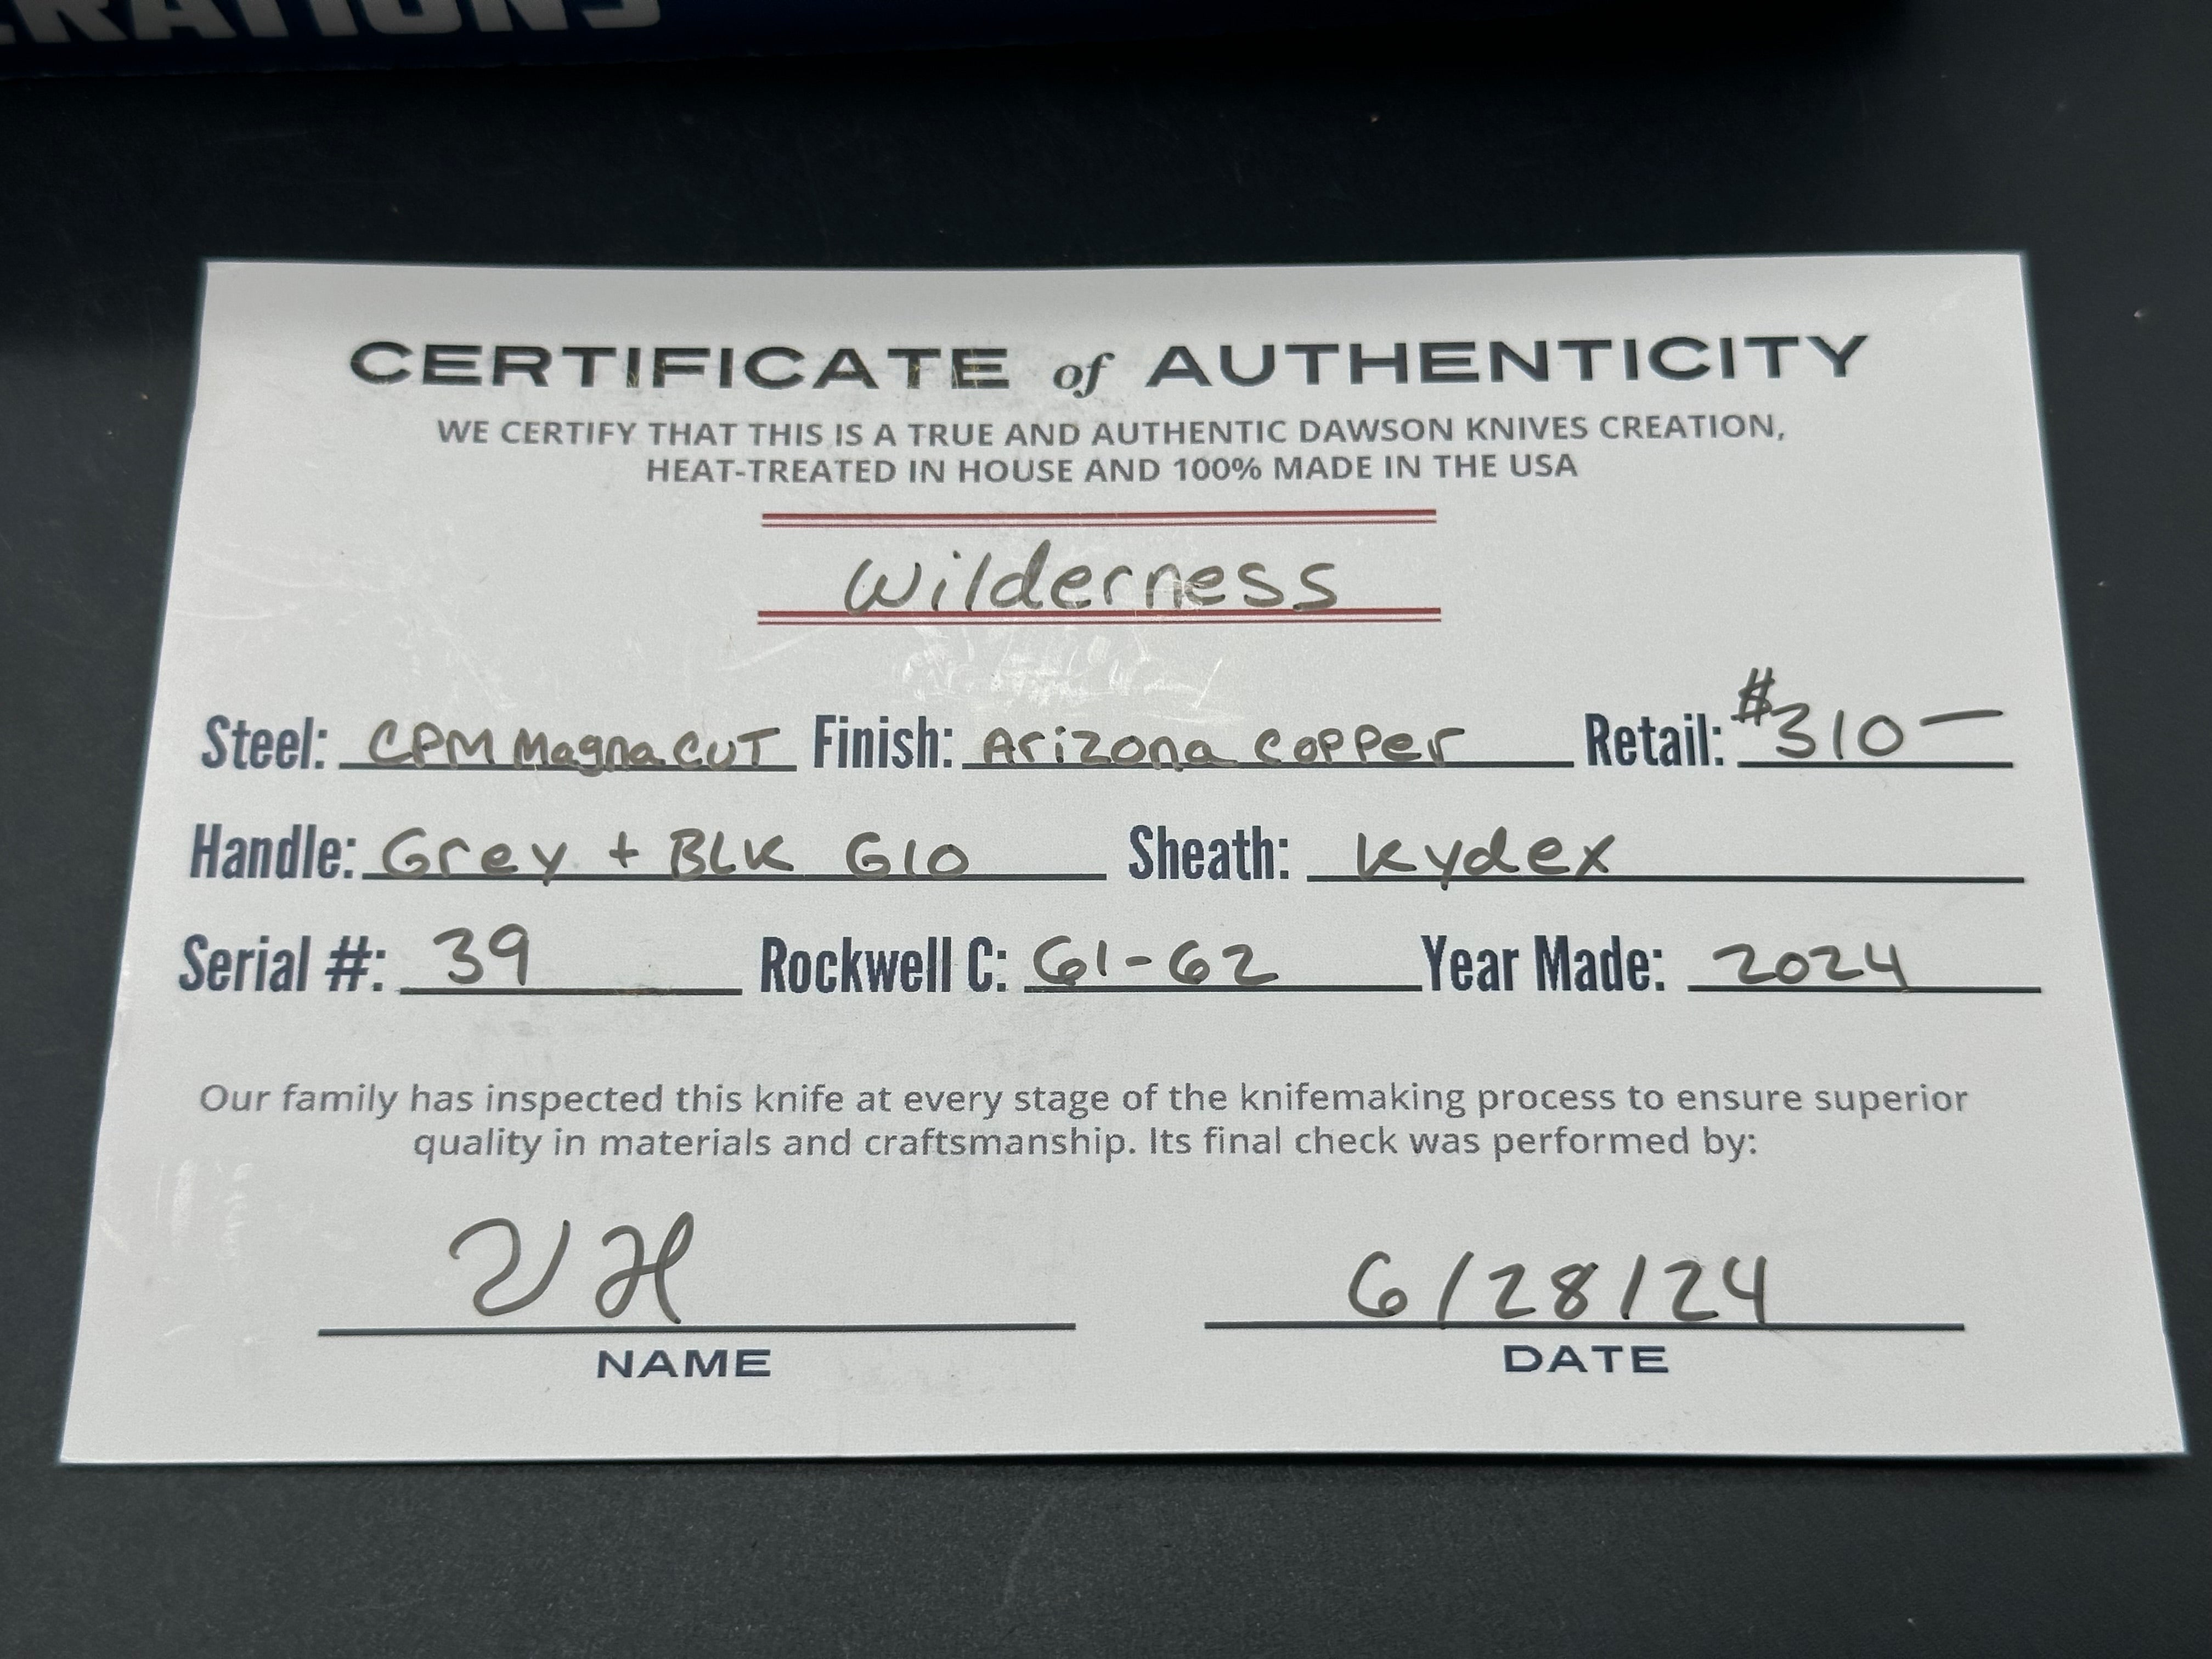 ERATIONS
CERTIFICATE of AUTHENTICITY
WE CERTIFY THAT THIS IS A TRUE AND AUTHENTIC DAWSON KNIVES CREATION,
HEAT-TREATED IN HOUSE AND 100% MADE IN THE USA
Wilderness
Steel: CPM MagnaCUT Finish: Arizona Copper Retail: $310—
Handle: Grey + BLK G10 Sheath: Kydex
Serial #: 39 Rockwell C: 61-62 Year Made: 2024
Our family has inspected this knife at every stage of the knifemaking process to ensure superior
quality in materials and craftsmanship. Its final check was performed by:
6/28/24
NAME DATE